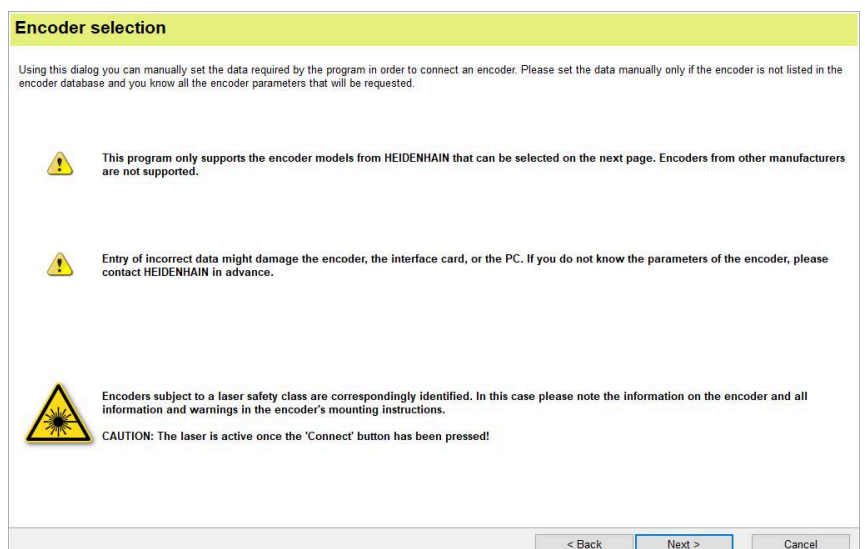 Encoder selection
Using this dialog you can manually set the data required by the program in order to connect an encoder. Please set the data manually only if the encoder is not listed in the
encoder database and you know all the encoder parameters that will be requested.
This program only supports the encoder models from HEIDENHAIN that can be selected on the next page. Encoders from other manufacturers
are not supported.
Entry of incorrect data might damage the encoder, the interface card, or the PC. If you do not know the parameters of the encoder, please
contact HEIDENHAIN in advance.
Encoders subject to a laser safety class are correspondingly identified. In this case please note the information on the encoder and all
information and warnings in the encoder's mounting instructions.
CAUTION: The laser is active once the 'Connect' button has been pressed!
< Back Next > Cancel